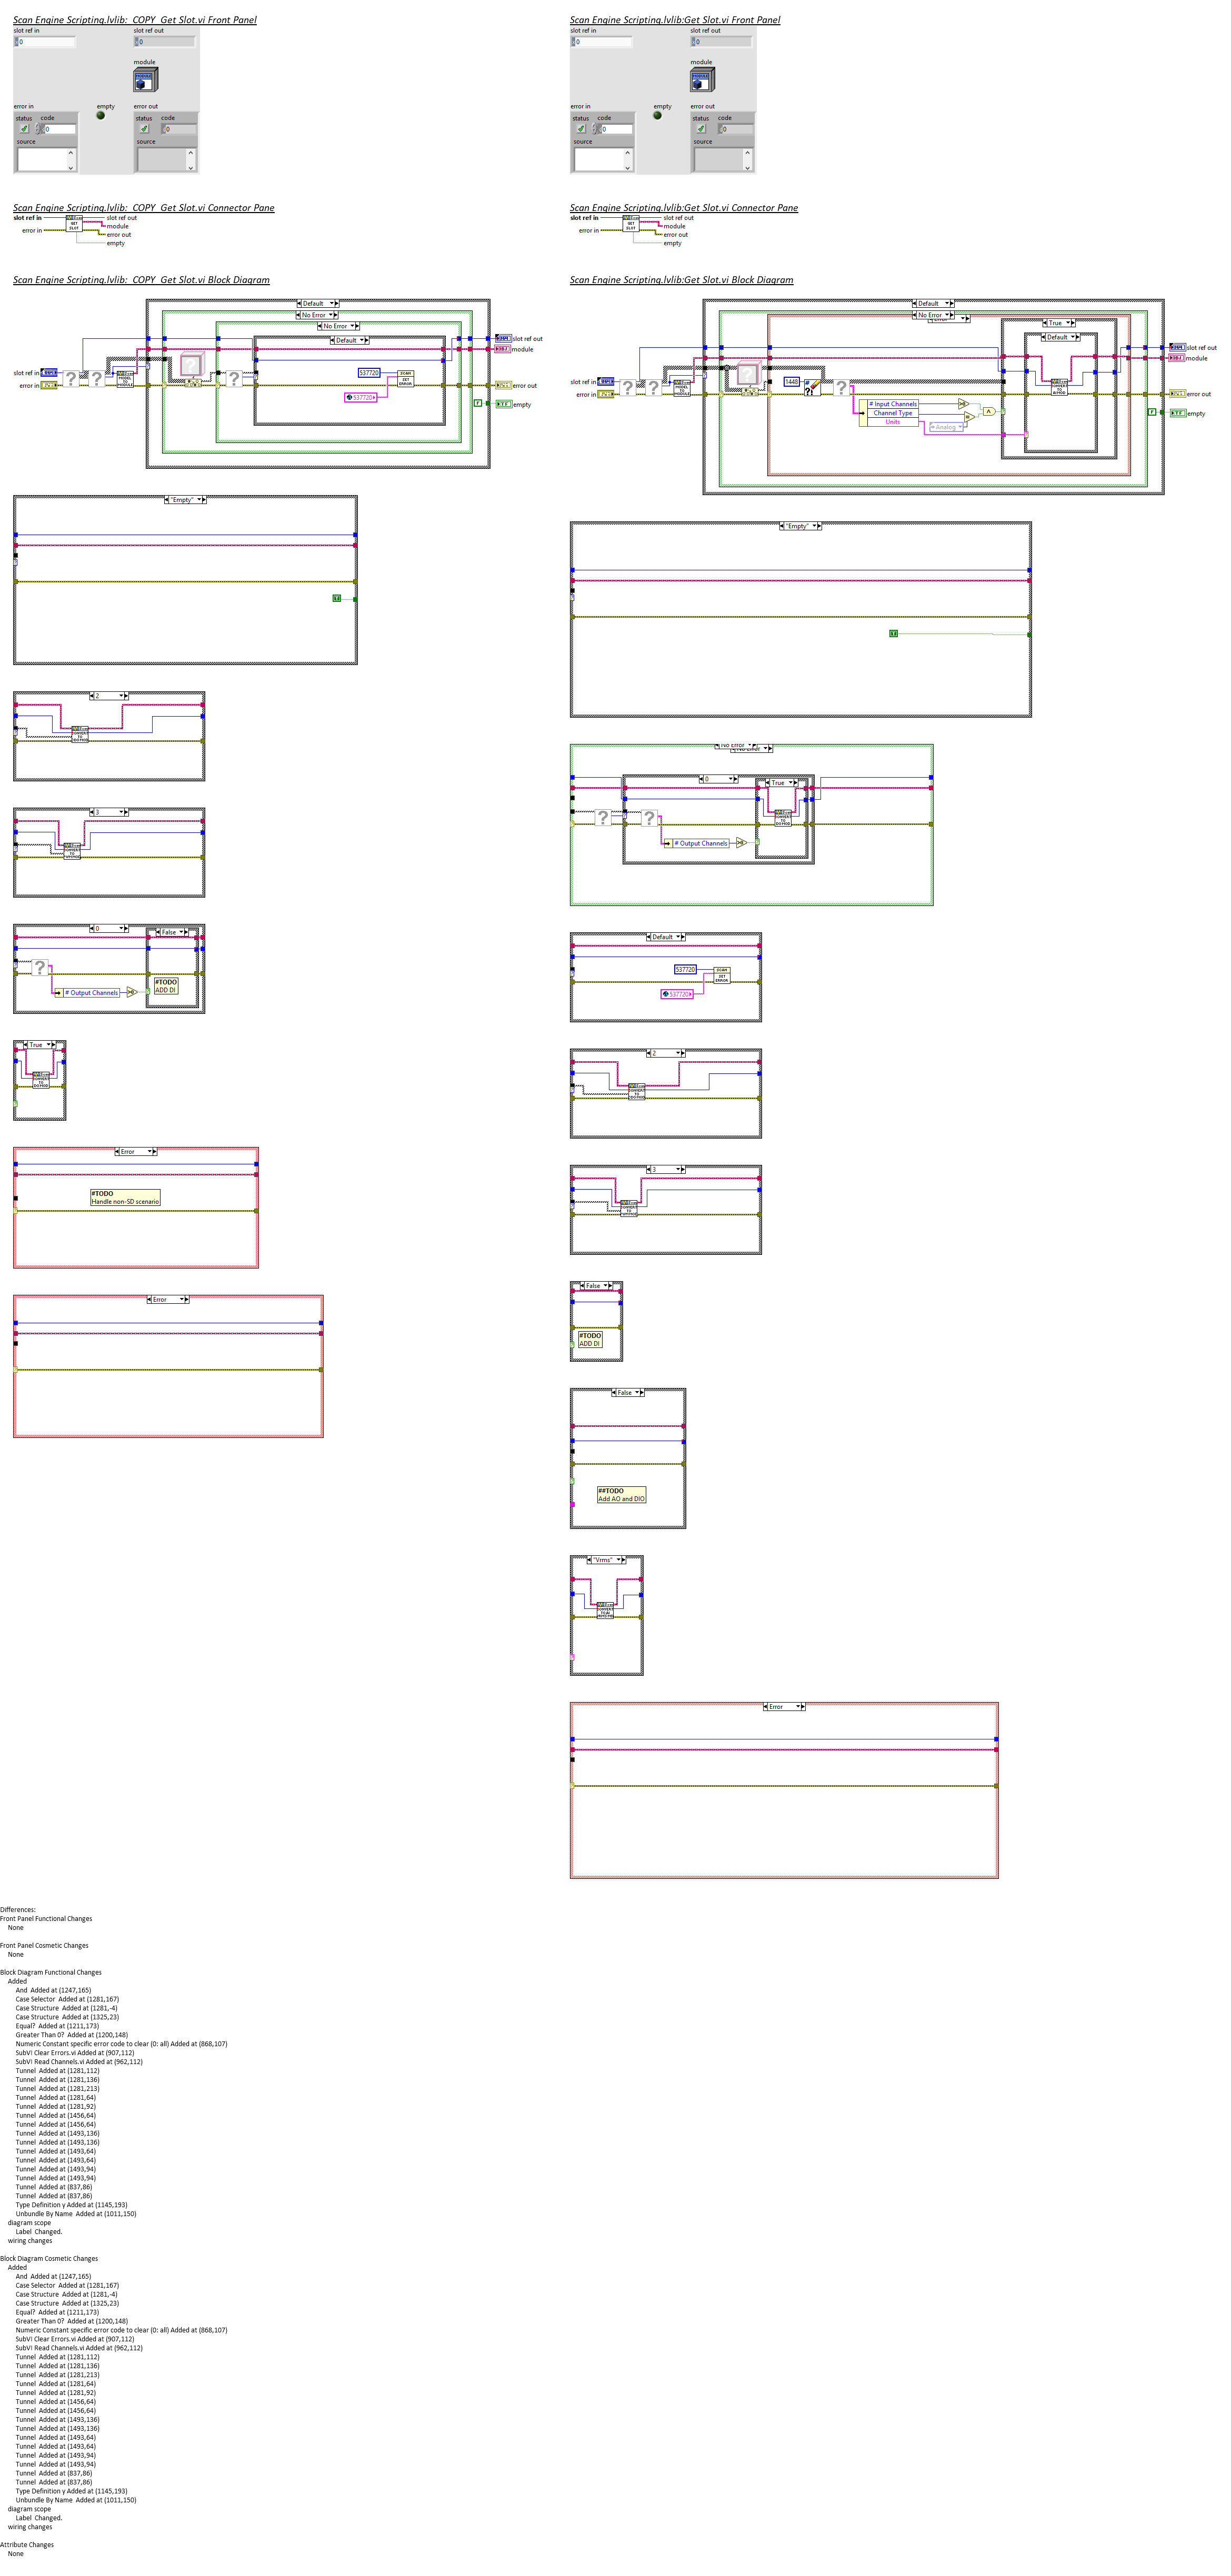 Scan Engine Scripting.lvlib:_COPY_Get Slot.vi Front Panel
slot ref in
slot ref out
0
0
module
MODULE
error in
empty
error out
status
code
0
source
status
code
0
source
Scan Engine Scripting.lvlib:_COPY_Get Slot.vi Connector Pane
slot ref in
error in
GET
SLOT
slot ref out
module
error out
empty
Scan Engine Scripting.lvlib:_COPY_Get Slot.vi Block Diagram
Default
No Error
No Error
Default
slot ref in
error in
537720
537720
SCAN
SET
ERROR
slot ref out
module
error out
empty
"Empty"
2
3
0
False
# Output Channels
#TODO
ADD DI
True
Error
#TODO
Handle non-SD scenario
Error
Scan Engine Scripting.lvlib:Get Slot.vi Front Panel
slot ref in
slot ref out
0
0
module
MODULE
error in
empty
error out
status
code
0
source
status
code
0
source
Scan Engine Scripting.lvlib:Get Slot.vi Connector Pane
slot ref in
error in
GET
SLOT
slot ref out
module
error out
empty
Scan Engine Scripting.lvlib:Get Slot.vi Block Diagram
Default
No Error
True
Default
slot ref in
error in
1448
# Input Channels
Channel Type
Units
Analog
slot ref out
module
error out
empty
"Empty"
No Error
0
True
# Output Channels
Default
537720
537720
SCAN
SET
ERROR
2
3
False
#TODO
ADD DI
False
##TODO
Add AO and DIO
"Vrms"
Error
Differences:
Front Panel Functional Changes
None
Front Panel Cosmetic Changes
None
Block Diagram Functional Changes
Added
And Added at (1247,165)
Case Selector Added at (1281,167)
Case Structure Added at (1281,-4)
Case Structure Added at (1325,23)
Equal? Added at (1211,173)
Greater Than 0? Added at (1200,148)
Numeric Constant specific error code to clear (0: all) Added at (868,107)
SubVI Clear Errors.vi Added at (907,112)
SubVI Read Channels.vi Added at (962,112)
Tunnel Added at (1281,112)
Tunnel Added at (1281,136)
Tunnel Added at (1281,213)
Tunnel Added at (1281,64)
Tunnel Added at (1281,92)
Tunnel Added at (1456,64)
Tunnel Added at (1456,64)
Tunnel Added at (1493,136)
Tunnel Added at (1493,136)
Tunnel Added at (1493,64)
Tunnel Added at (1493,64)
Tunnel Added at (1493,94)
Tunnel Added at (1493,94)
Tunnel Added at (837,86)
Tunnel Added at (837,86)
Type Definition y Added at (1145,193)
Unbundle By Name Added at (1011,150)
diagram scope
Label Changed.
wiring changes
Block Diagram Cosmetic Changes
Added
And Added at (1247,165)
Case Selector Added at (1281,167)
Case Structure Added at (1281,-4)
Case Structure Added at (1325,23)
Equal? Added at (1211,173)
Greater Than 0? Added at (1200,148)
Numeric Constant specific error code to clear (0: all) Added at (868,107)
SubVI Clear Errors.vi Added at (907,112)
SubVI Read Channels.vi Added at (962,112)
Tunnel Added at (1281,112)
Tunnel Added at (1281,136)
Tunnel Added at (1281,213)
Tunnel Added at (1281,64)
Tunnel Added at (1281,92)
Tunnel Added at (1456,64)
Tunnel Added at (1456,64)
Tunnel Added at (1493,136)
Tunnel Added at (1493,136)
Tunnel Added at (1493,64)
Tunnel Added at (1493,64)
Tunnel Added at (1493,94)
Tunnel Added at (1493,94)
Tunnel Added at (837,86)
Tunnel Added at (837,86)
Type Definition y Added at (1145,193)
Unbundle By Name Added at (1011,150)
diagram scope
Label Changed.
wiring changes
Attribute Changes
None